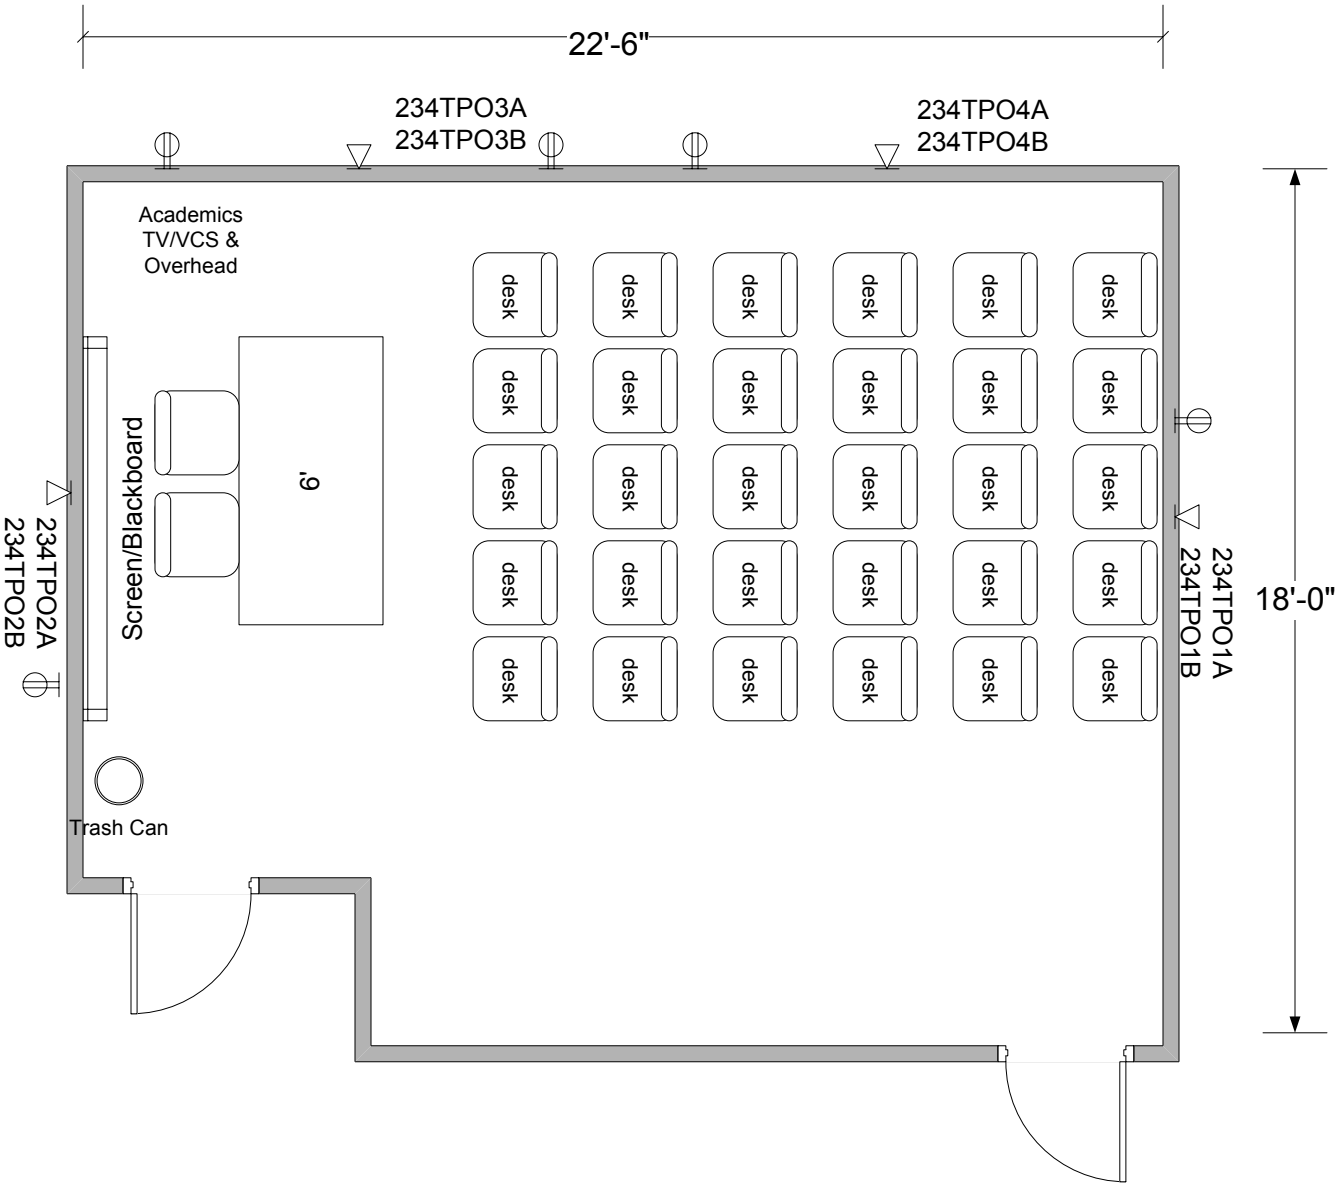 22'-6"
234TPO3A
234TPO3B
234TPO4A
234TPO4B
Academics
TV/VCS &
Overhead
desk desk desk desk desk desk
desk desk desk desk desk desk
desk desk desk desk desk desk
desk desk desk desk desk desk
desk desk desk desk desk desk
Screen/Blackboard
6'
234TPO2A
234TPO2B
234TPO1A
234TPO1B
18'-0"
Trash Can